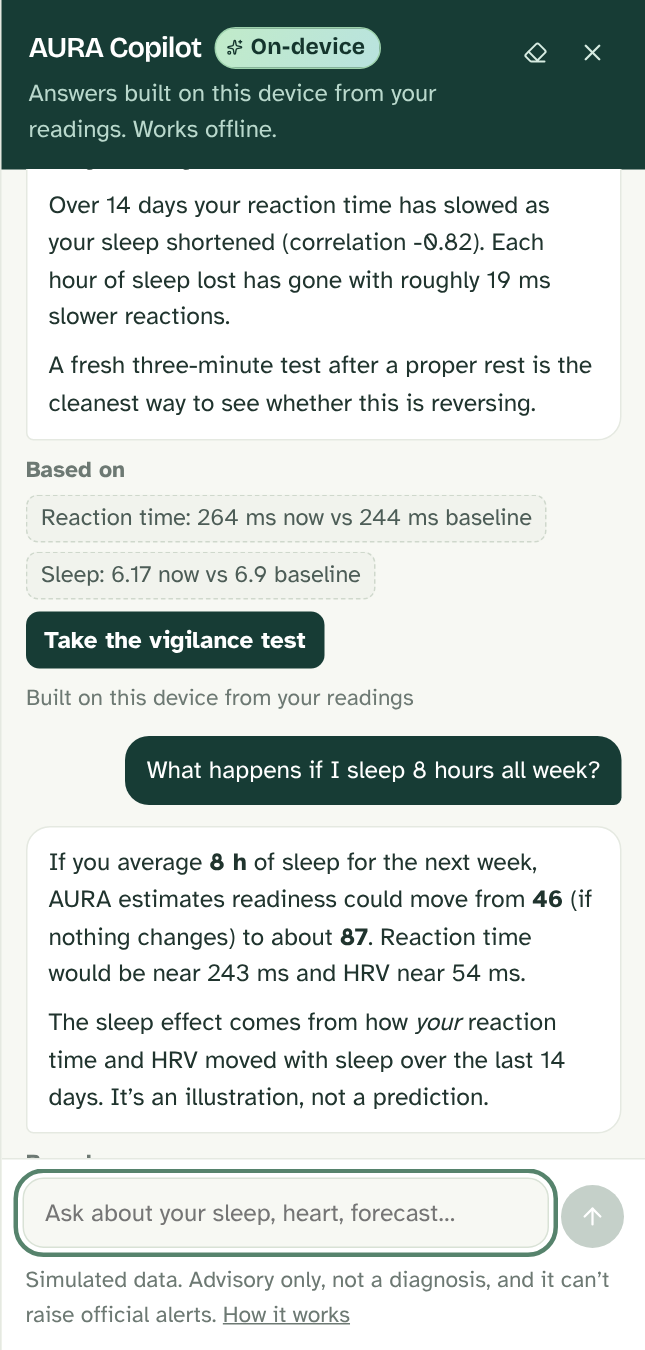 AURA Copilot On-device
Answers built on this device from your
readings. Works offline.
Over 14 days your reaction time has slowed as
your sleep shortened (correlation -0.82). Each
hour of sleep lost has gone with roughly 19 ms
slower reactions.
A fresh three-minute test after a proper rest is the
cleanest way to see whether this is reversing.
Based on
Reaction time: 264 ms now vs 244 ms baseline
Sleep: 6.17 now vs 6.9 baseline
Take the vigilance test
Built on this device from your readings
What happens if I sleep 8 hours all week?
If you average 8 h of sleep for the next week,
AURA estimates readiness could move from 46 (if
nothing changes) to about 87. Reaction time
would be near 243 ms and HRV near 54 ms.
The sleep effect comes from how your reaction
time and HRV moved with sleep over the last 14
days. It’s an illustration, not a prediction.
Ask about your sleep, heart, forecast...
Simulated data. Advisory only, not a diagnosis, and it can’t
raise official alerts. How it works